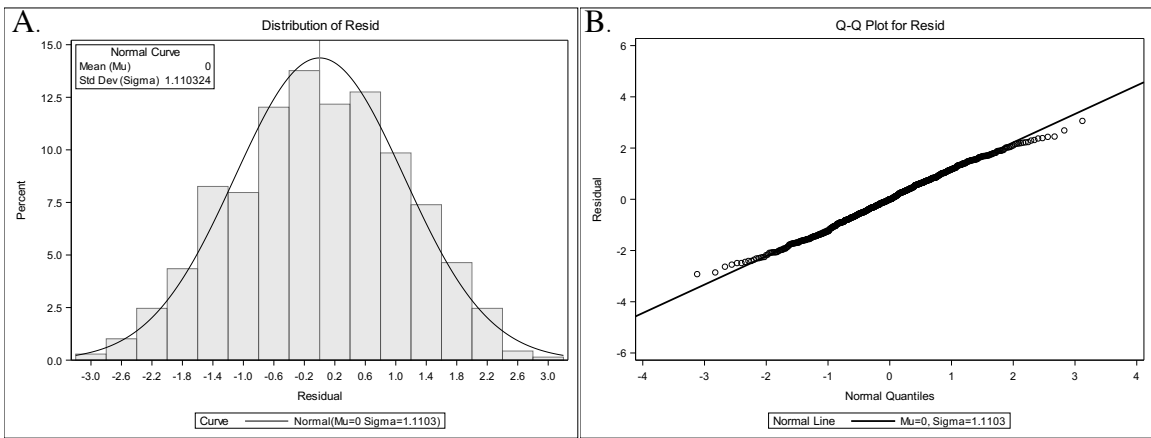 A.
Distribution of Resid
Normal Curve
Mean (Mu) 0
Std Dev (Sigma) 1.110324
15.0
12.5
10.0
7.5
5.0
2.5
0.0
Percent
-3.0 -2.6 -2.2 -1.8 -1.4 -1.0 -0.6 -0.2 0.2 0.6 1.0 1.4 1.8 2.2 2.6 3.0
Residual
Curve Normal(Mu=0 Sigma=1.1103)
B.
Q-Q Plot for Resid
6
4
2
0
-2
-4
-6
Residual
-4 -3 -2 -1 0 1 2 3 4
Normal Quantiles
Normal Line Mu=0, Sigma=1.1103